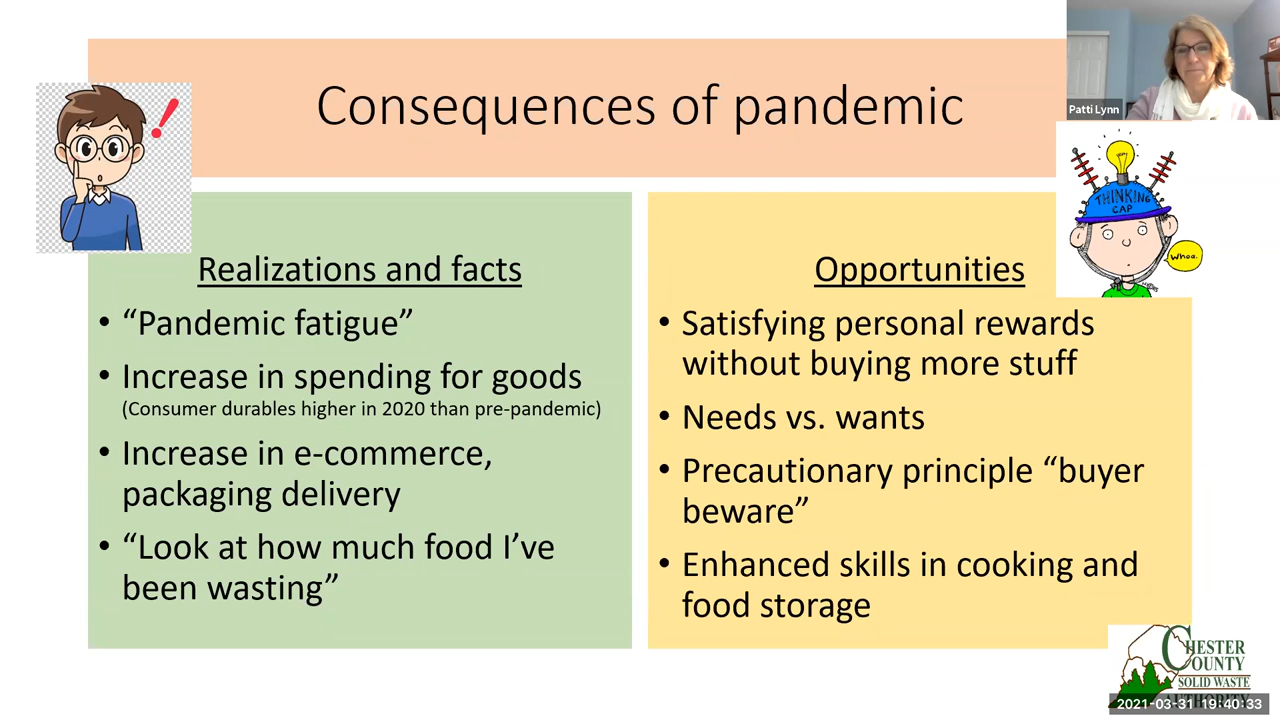 Consequences of pandemic
Patti Lynn
THINKING
CAP
Whoa.
Realizations and facts
• “Pandemic fatigue”
• Increase in spending for goods
(Consumer durables higher in 2020 than pre-pandemic)
• Increase in e-commerce,
packaging delivery
• “Look at how much food I’ve
been wasting”
Opportunities
• Satisfying personal rewards
without buying more stuff
• Needs vs. wants
• Precautionary principle “buyer
beware”
• Enhanced skills in cooking and
food storage
CHESTER
COUNTY
SOLID WASTE
AUTHORITY
2021-03-31 19:40:33